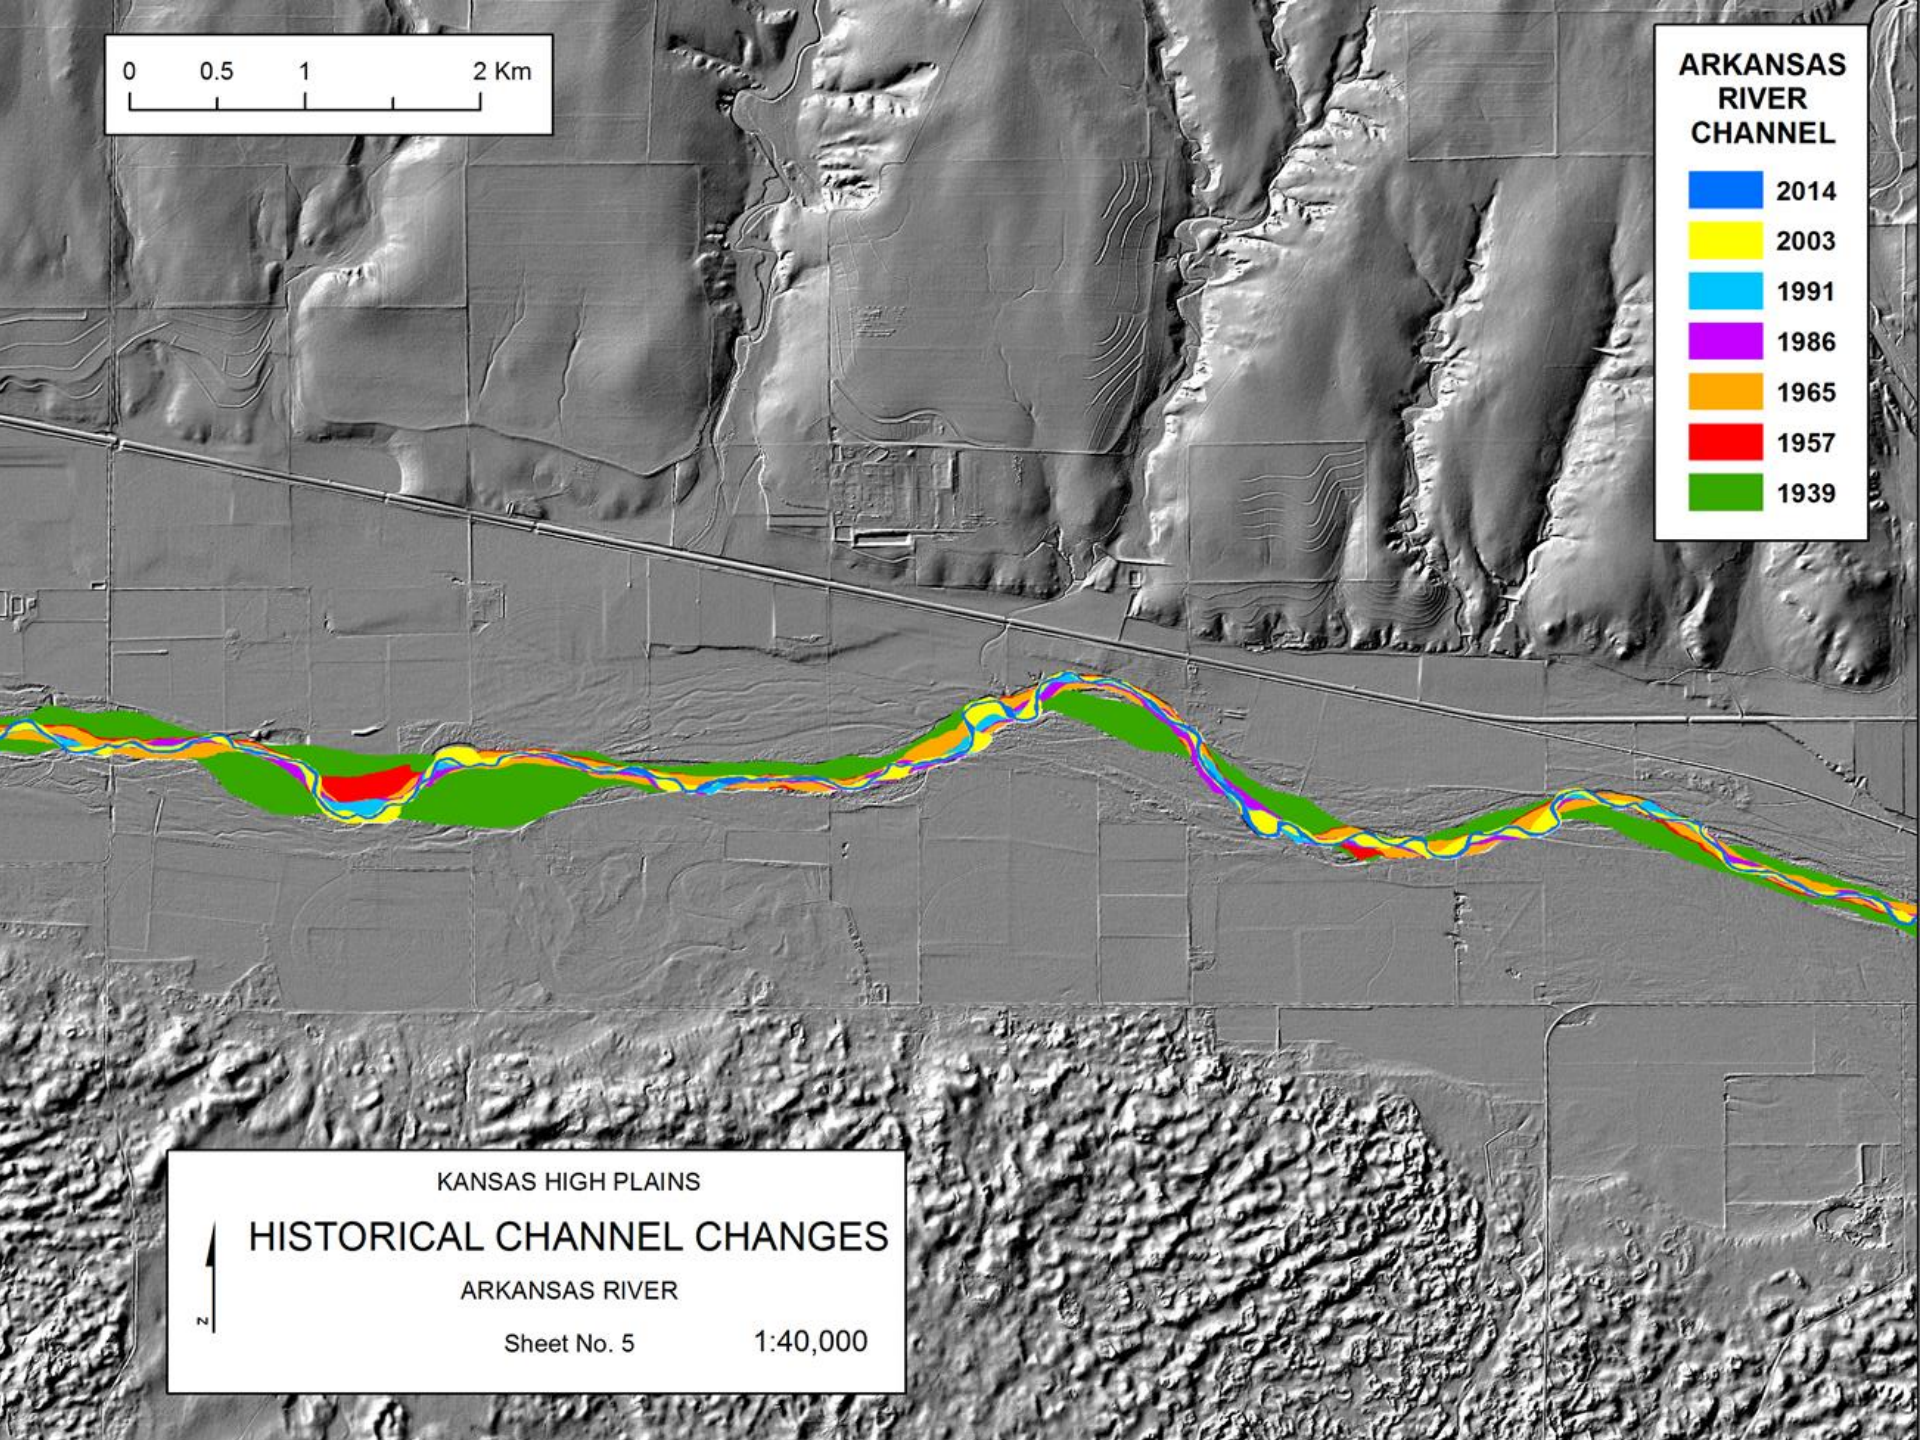 0 0.5 1 2 Km
ARKANSAS
RIVER
CHANNEL
2014
2003
1991
1986
1965
1957
1939
KANSAS HIGH PLAINS
HISTORICAL CHANNEL CHANGES
ARKANSAS RIVER
Sheet No. 5 1:40,000
N